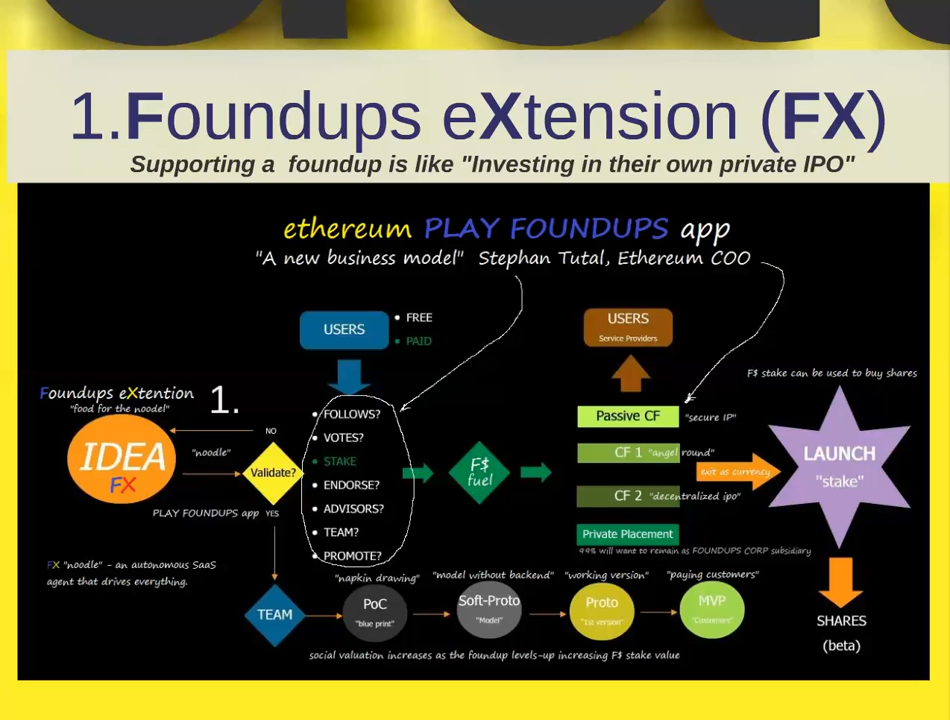 1.Foundups eXtension (FX)
Supporting a foundup is like "Investing in their own private IPO"
ethereum PLAY FOUNDUPS app
"A new business model" Stephan Tutal, Ethereum COO
USERS
• FREE
• PAID
USERS
Service Providers
F$ stake can be used to buy shares
Foundups eXtention
"food for the noodel"
1.
IDEA
FX
"noodle"
NO
Validate?
PLAY FOUNDUPS app YES
• FOLLOWS?
• VOTES?
• STAKE
• ENDORSE?
• ADVISORS?
• TEAM?
• PROMOTE?
F$
fuel
Passive CF "secure IP"
CF 1 "angel round"
CF 2 "decentralized ipo"
Private Placement
99% will want to remain as FOUNDUPS CORP subsidiary
exit as currency
LAUNCH
"stake"
FX "noodle" - an autonomous SaaS
agent that drives everything.
TEAM
"napkin drawing" "model without backend" "working version" "paying customers"
PoC
"blue print"
Soft-Proto
"Model"
Proto
"1st version"
MVP
"Customers"
SHARES
(beta)
social valuation increases as the foundup levels-up increasing F$ stake value